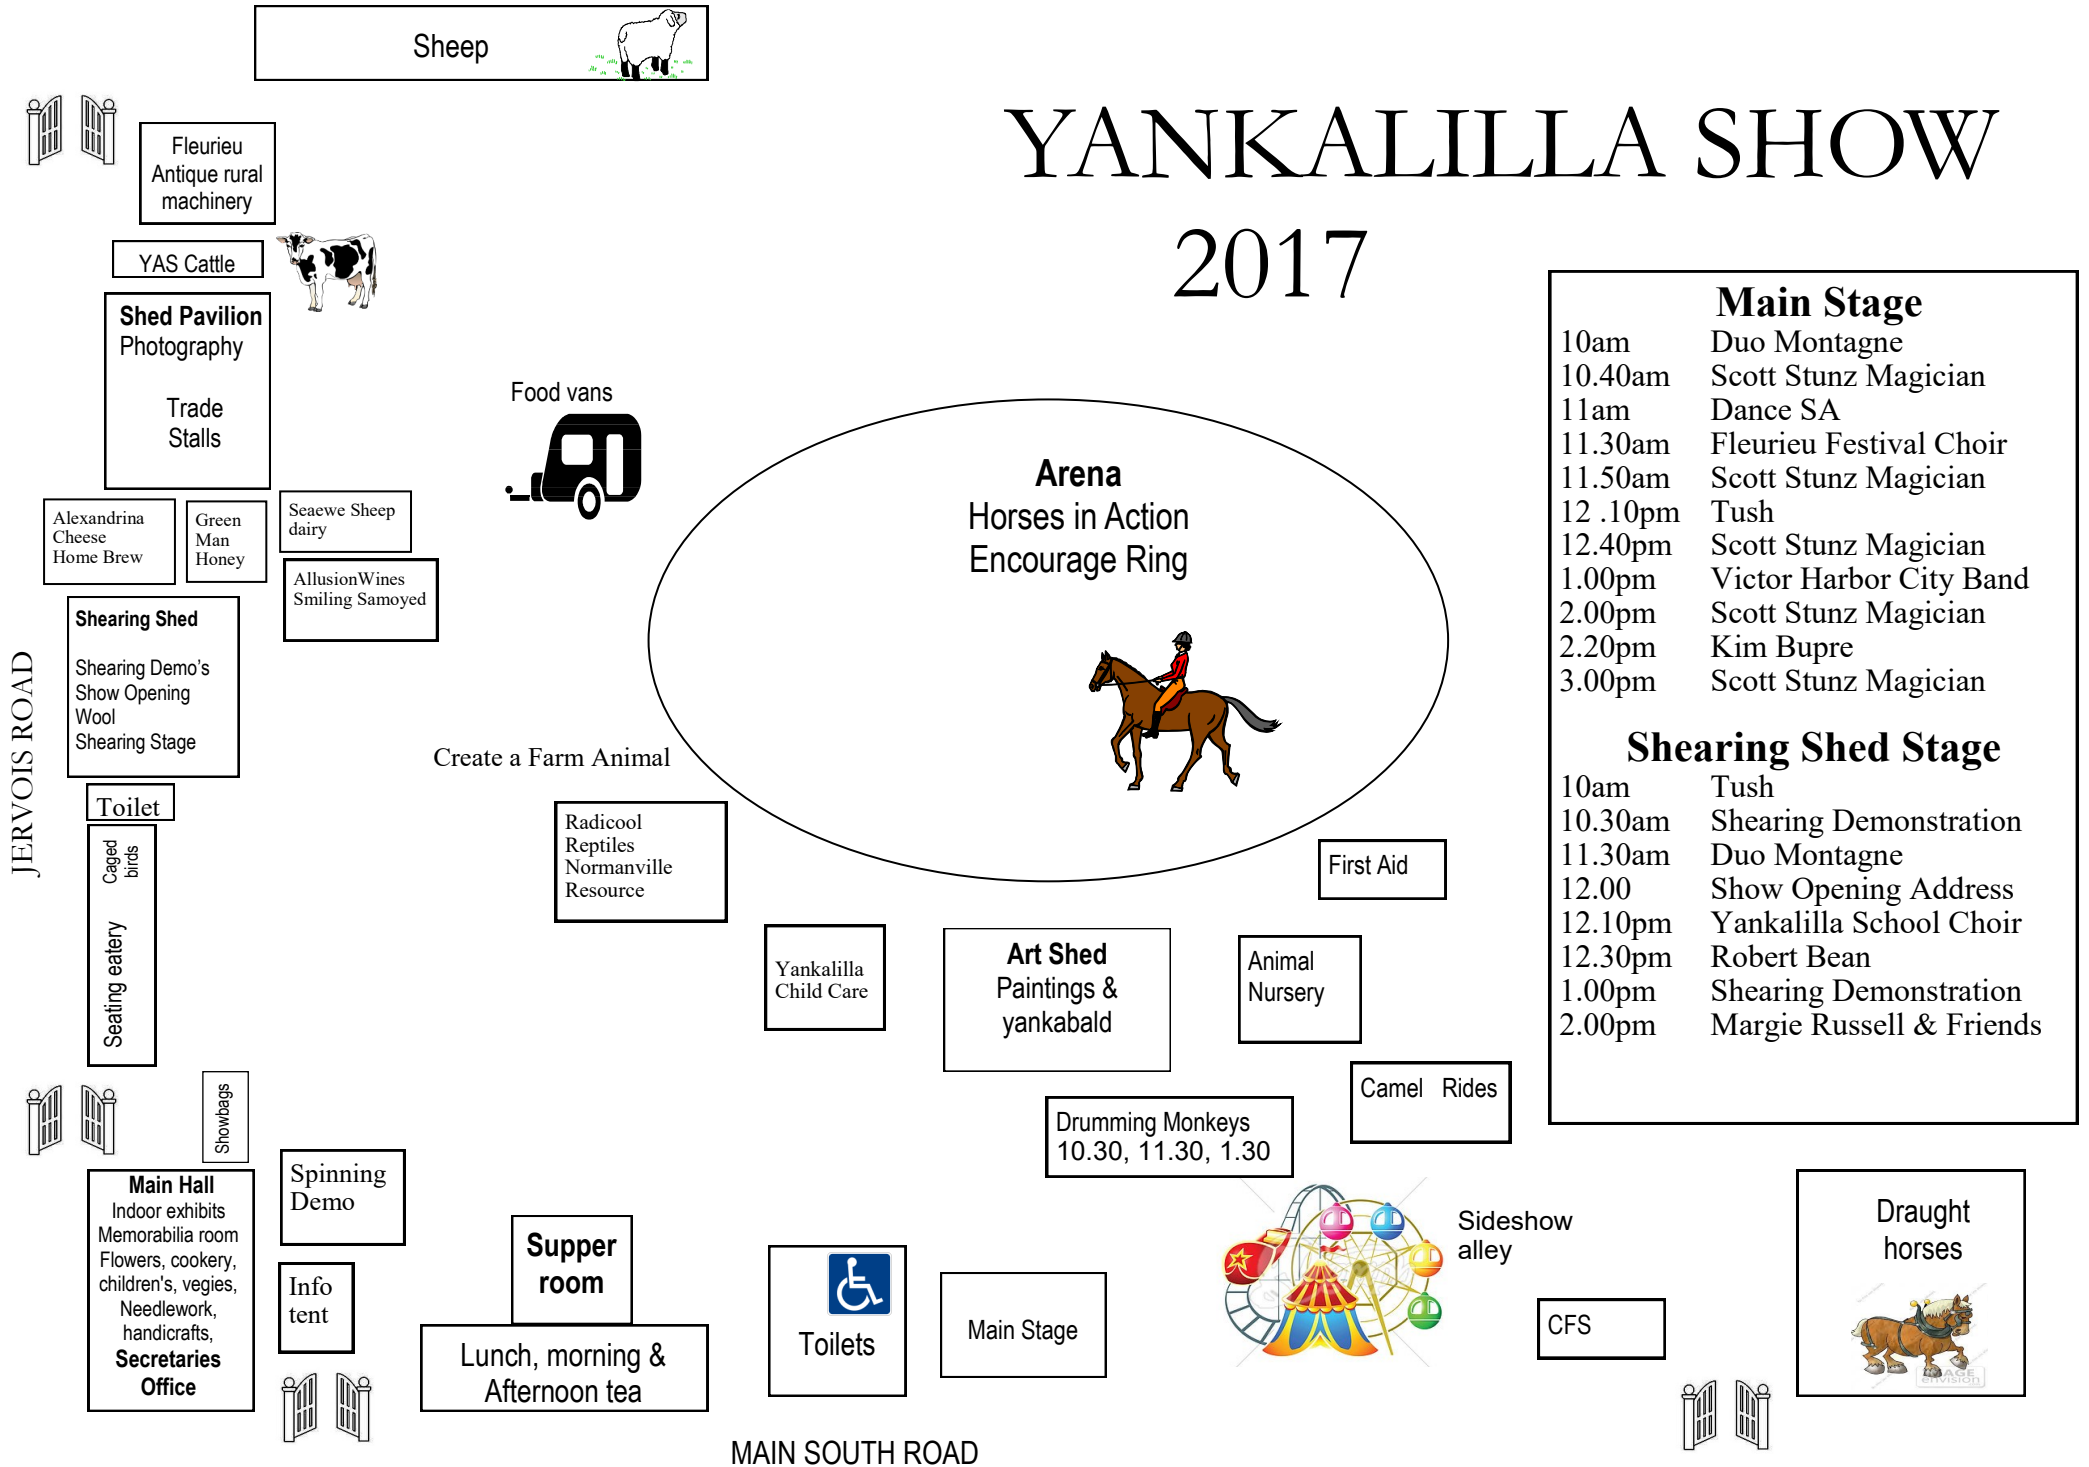 Sheep
YANKALILLA SHOW
2017
Fleurieu
Antique rural
machinery
YAS Cattle
Shed Pavilion
Photography
Trade
Stalls
Food vans
Alexandrina
Cheese
Home Brew
Green
Man
Honey
Seaewe Sheep
dairy
AllusionWines
Smiling Samoyed
Arena
Horses in Action
Encourage Ring
Shearing Shed
Shearing Demo's
Show Opening
Wool
Shearing Stage
JERVOIS ROAD
Create a Farm Animal
Toilet
Caged
birds
Seating eatery
Radicool
Reptiles
Normanville
Resource
First Aid
Yankalilla
Child Care
Art Shed
Paintings &
yankabald
Animal
Nursery
Camel Rides
Drumming Monkeys
10.30, 11.30, 1.30
Showbags
Main Hall
Indoor exhibits
Memorabilia room
Flowers, cookery,
children's, vegies,
Needlework,
handicrafts,
Secretaries
Office
Spinning
Demo
Info
tent
Supper
room
Lunch, morning &
Afternoon tea
Toilets
Main Stage
Sideshow
alley
CFS
Draught
horses
IMAGE
envision
MAIN SOUTH ROAD
Main Stage
10am Duo Montagne
10.40am Scott Stunz Magician
11am Dance SA
11.30am Fleurieu Festival Choir
11.50am Scott Stunz Magician
12 .10pm Tush
12.40pm Scott Stunz Magician
1.00pm Victor Harbor City Band
2.00pm Scott Stunz Magician
2.20pm Kim Bupre
3.00pm Scott Stunz Magician
Shearing Shed Stage
10am Tush
10.30am Shearing Demonstration
11.30am Duo Montagne
12.00 Show Opening Address
12.10pm Yankalilla School Choir
12.30pm Robert Bean
1.00pm Shearing Demonstration
2.00pm Margie Russell & Friends